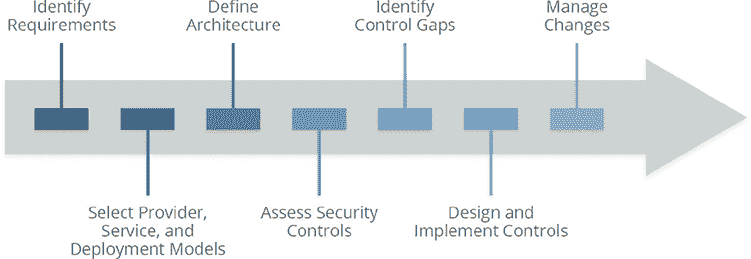 Identify
Requirements
Select Provider,
Service, and
Deployment Models
Define
Architecture
Assess Security
Controls
Identify
Control Gaps
Design and
Implement Controls
Manage
Changes